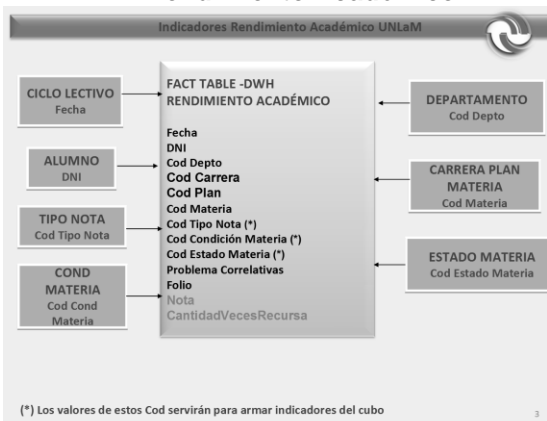 Indicadores Rendimiento Académico UNLaM
CICLO LECTIVO
Fecha
ALUMNO
DNI
TIPO NOTA
Cod Tipo Nota
COND
MATERIA
Cod Cond
Materia
FACT TABLE -DWH
RENDIMIENTO ACADÉMICO
Fecha
DNI
Cod Depto
Cod Carrera
Cod Plan
Cod Materia
Cod Tipo Nota (*)
Cod Condición Materia (*)
Cod Estado Materia (*)
Problema Correlativas
Folio
Nota
CantidadVecesRecursa
DEPARTAMENTO
Cod Depto
CARRERA PLAN
MATERIA
Cod Materia
ESTADO MATERIA
Cod Estado Materia
(*) Los valores de estos Cod servirán para armar indicadores del cubo
3